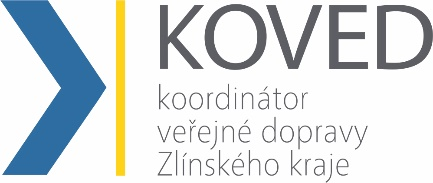 KOVED
koordinátor
veřejné dopravy
Zlínského kraje